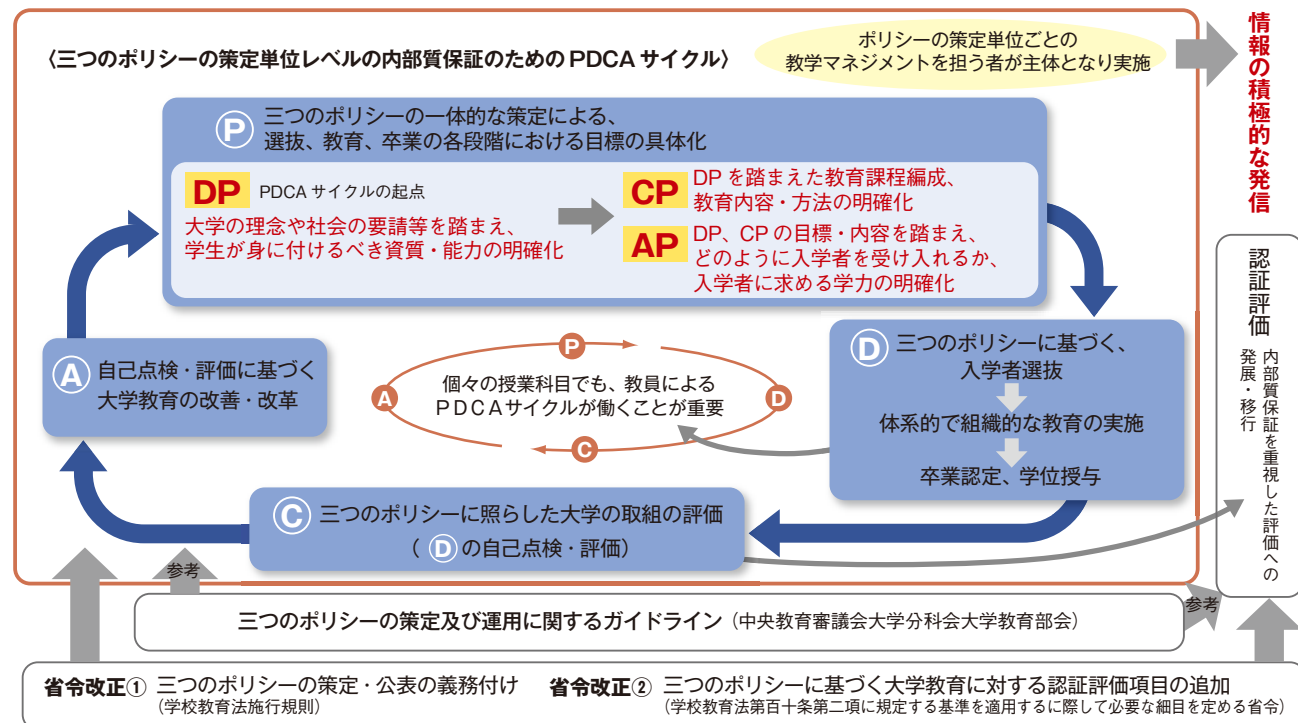 〈三つのポリシーの策定単位レベルの内部質保証のための PDCA サイクル〉
ポリシーの策定単位ごとの
教学マネジメントを担う者が主体となり実施
情報の積極的な発信
P 三つのポリシーの一体的な策定による、
選抜、教育、卒業の各段階における目標の具体化
DP PDCA サイクルの起点
大学の理念や社会の要請等を踏まえ、
学生が身に付けるべき資質・能力の明確化
CP DP を踏まえた教育課程編成、
教育内容・方法の明確化
AP DP、CP の目標・内容を踏まえ、
どのように入学者を受け入れるか、
入学者に求める学力の明確化
D 三つのポリシーに基づく、
入学者選抜
体系的で組織的な教育の実施
卒業認定、学位授与
C 三つのポリシーに照らした大学の取組の評価
( D の自己点検・評価)
A 自己点検・評価に基づく
大学教育の改善・改革
P
個々の授業科目でも、教員による
PDCAサイクルが働くことが重要
A
D
C
認証評価
内部質保証を重視した評価への
発展・移行
参考
三つのポリシーの策定及び運用に関するガイドライン(中央教育審議会大学分科会大学教育部会)
参考
省令改正① 三つのポリシーの策定・公表の義務付け
(学校教育法施行規則)
省令改正② 三つのポリシーに基づく大学教育に対する認証評価項目の追加
(学校教育法第百十条第二項に規定する基準を適用するに際して必要な細目を定める省令)